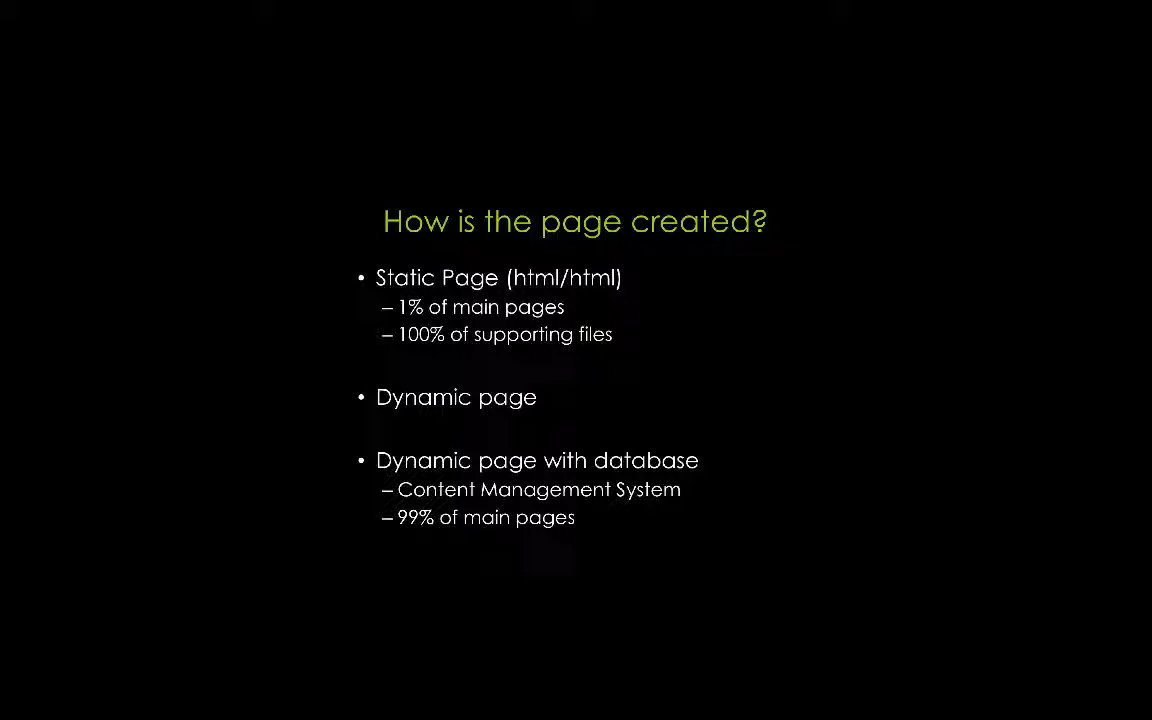 How is the page created?
• Static Page (html/html)
– 1% of main pages
– 100% of supporting files
• Dynamic page
• Dynamic page with database
– Content Management System
– 99% of main pages